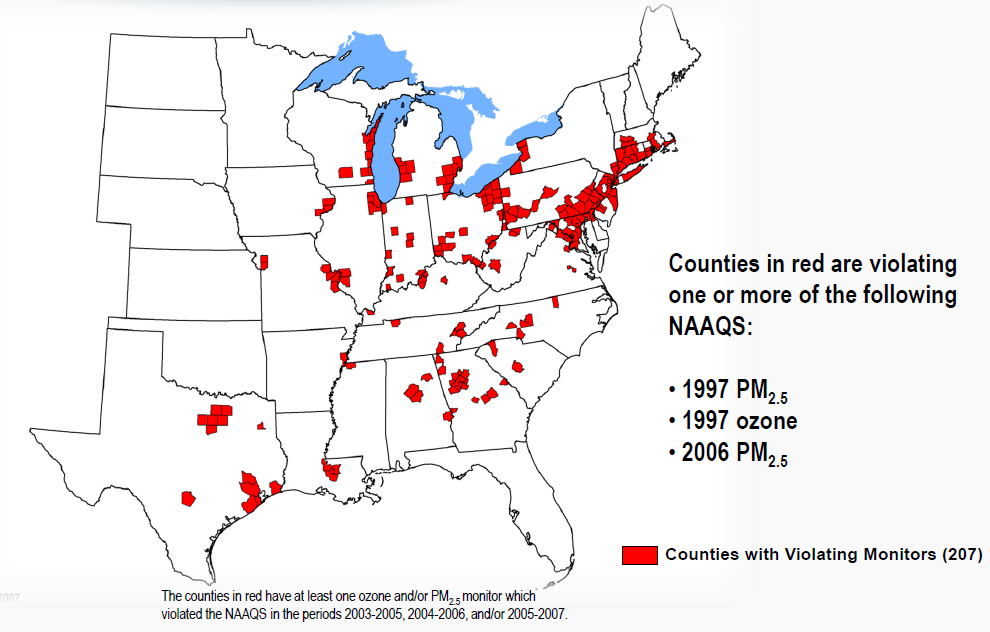 Counties in red are violating
one or more of the following
NAAQS:
• 1997 PM2.5
• 1997 ozone
• 2006 PM2.5
Counties with Violating Monitors (207)
The counties in red have at least one ozone and/or PM2.5 monitor which
violated the NAAQS in the periods 2003-2005, 2004-2006, and/or 2005-2007.
2007